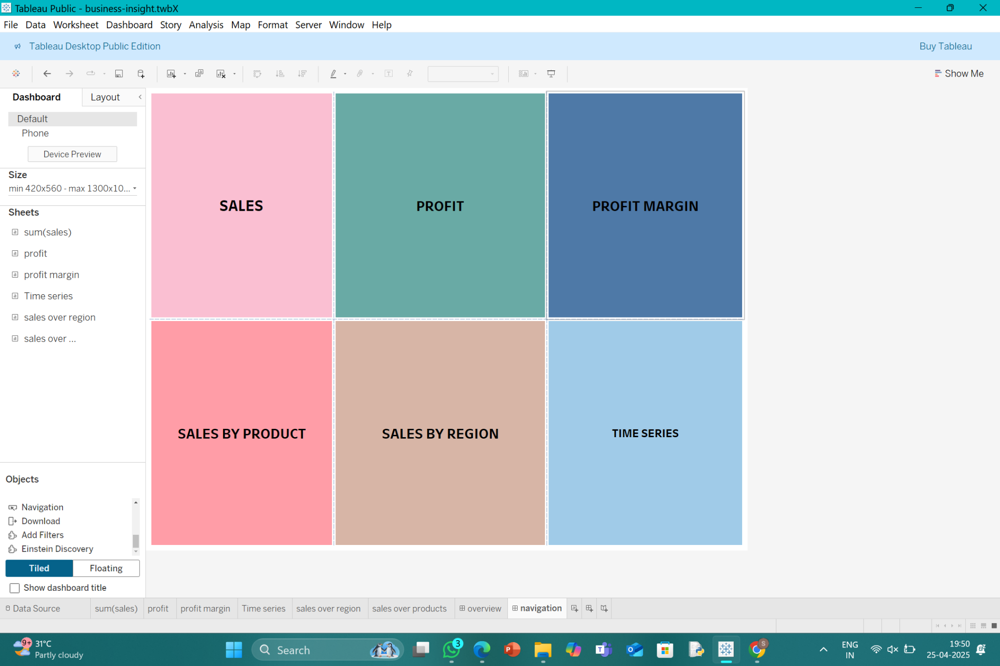 Tableau Public - business-insight.twbX
File Data Worksheet Dashboard Story Analysis Map Format Server Window Help
Tableau Desktop Public Edition
Buy Tableau
Show Me
Dashboard
Layout
Default
Phone
Device Preview
Size
min 420x560 - max 1300x10...
Sheets
sum(sales)
profit
profit margin
Time series
sales over region
sales over ...
Objects
Navigation
Download
Add Filters
Einstein Discovery
Tiled
Floating
Show dashboard title
SALES
PROFIT
PROFIT MARGIN
SALES BY PRODUCT
SALES BY REGION
TIME SERIES
Data Source
sum(sales)
profit
profit margin
Time series
sales over region
sales over products
overview
navigation
9+
31°C
Partly cloudy
Search
3
P
T
S
ENG
IN
19:50
25-04-2025